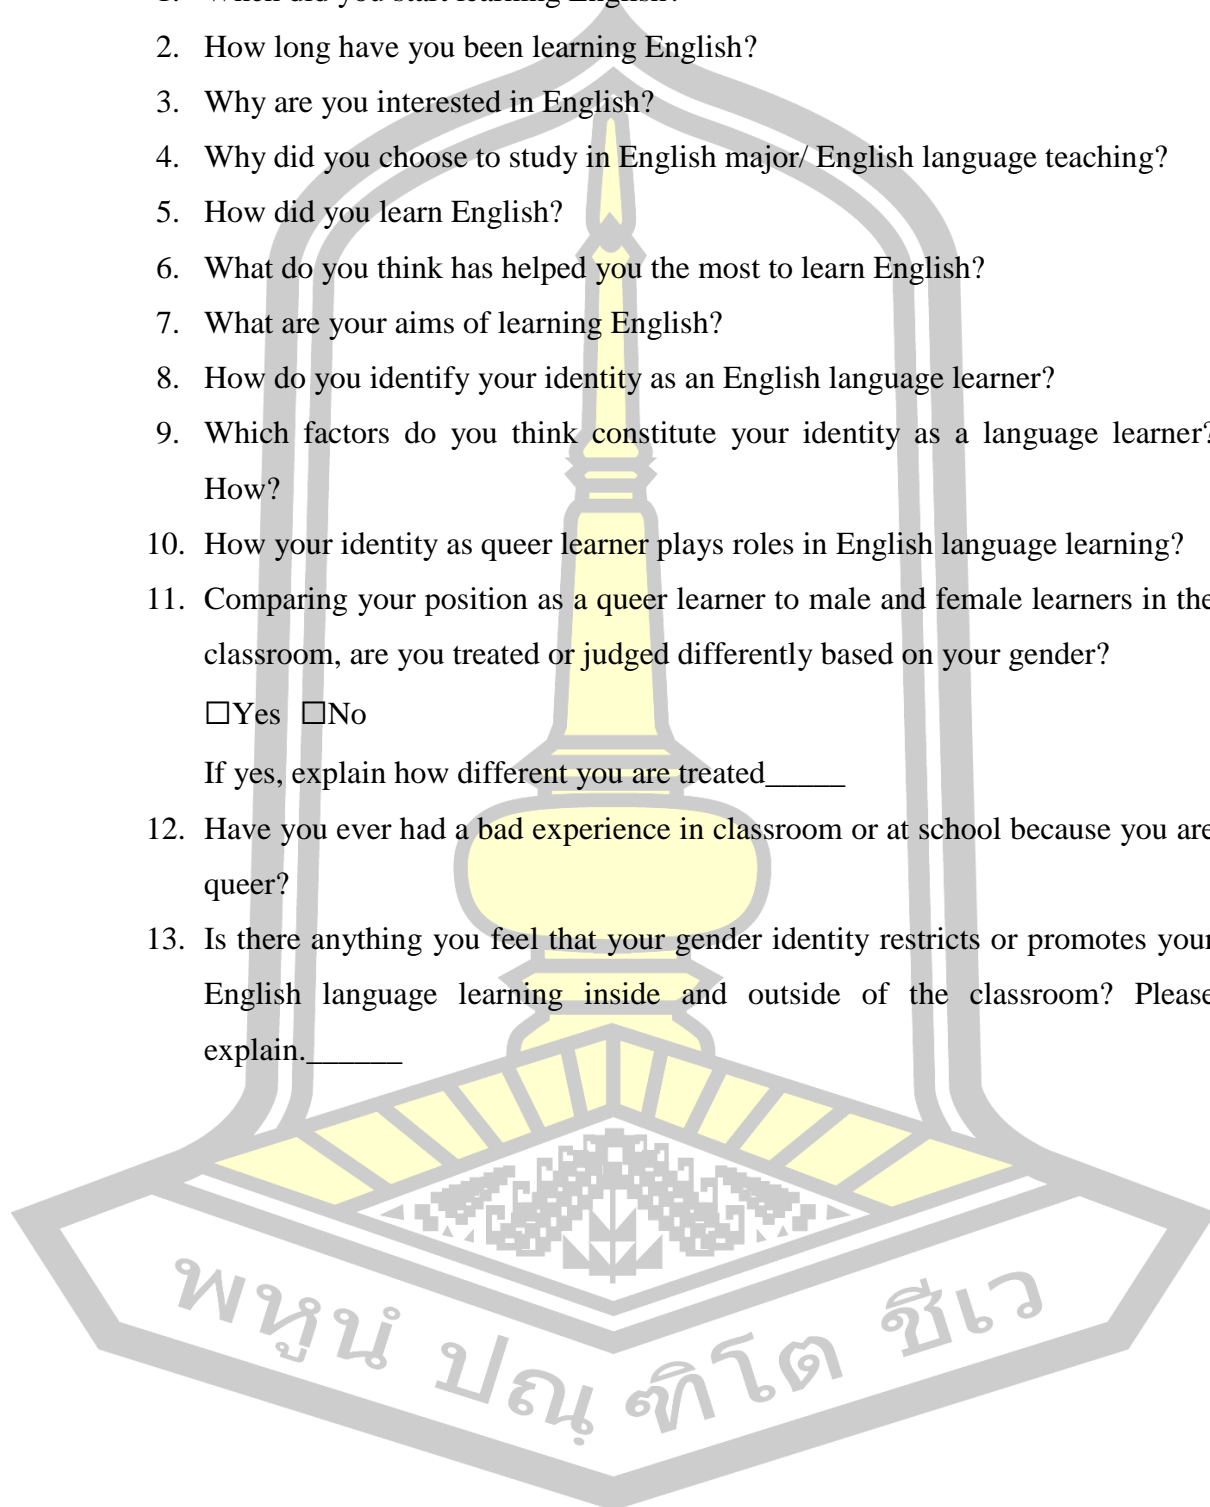 1. When did you start learning English?
2. How long have you been learning English?
3. Why are you interested in English?
4. Why did you choose to study in English major/ English language teaching?
5. How did you learn English?
6. What do you think has helped you the most to learn English?
7. What are your aims of learning English?
8. How do you identify your identity as an English language learner?
9. Which factors do you think constitute your identity as a language learner?
How?
10. How your identity as queer learner plays roles in English language learning?
11. Comparing your position as a queer learner to male and female learners in the
classroom, are you treated or judged differently based on your gender?
☐Yes ☐No
If yes, explain how different you are treated_____
12. Have you ever had a bad experience in classroom or at school because you are
queer?
13. Is there anything you feel that your gender identity restricts or promotes your
English language learning inside and outside of the classroom? Please
explain.______
พหูนํ ปณฺฑิโต ชีเว